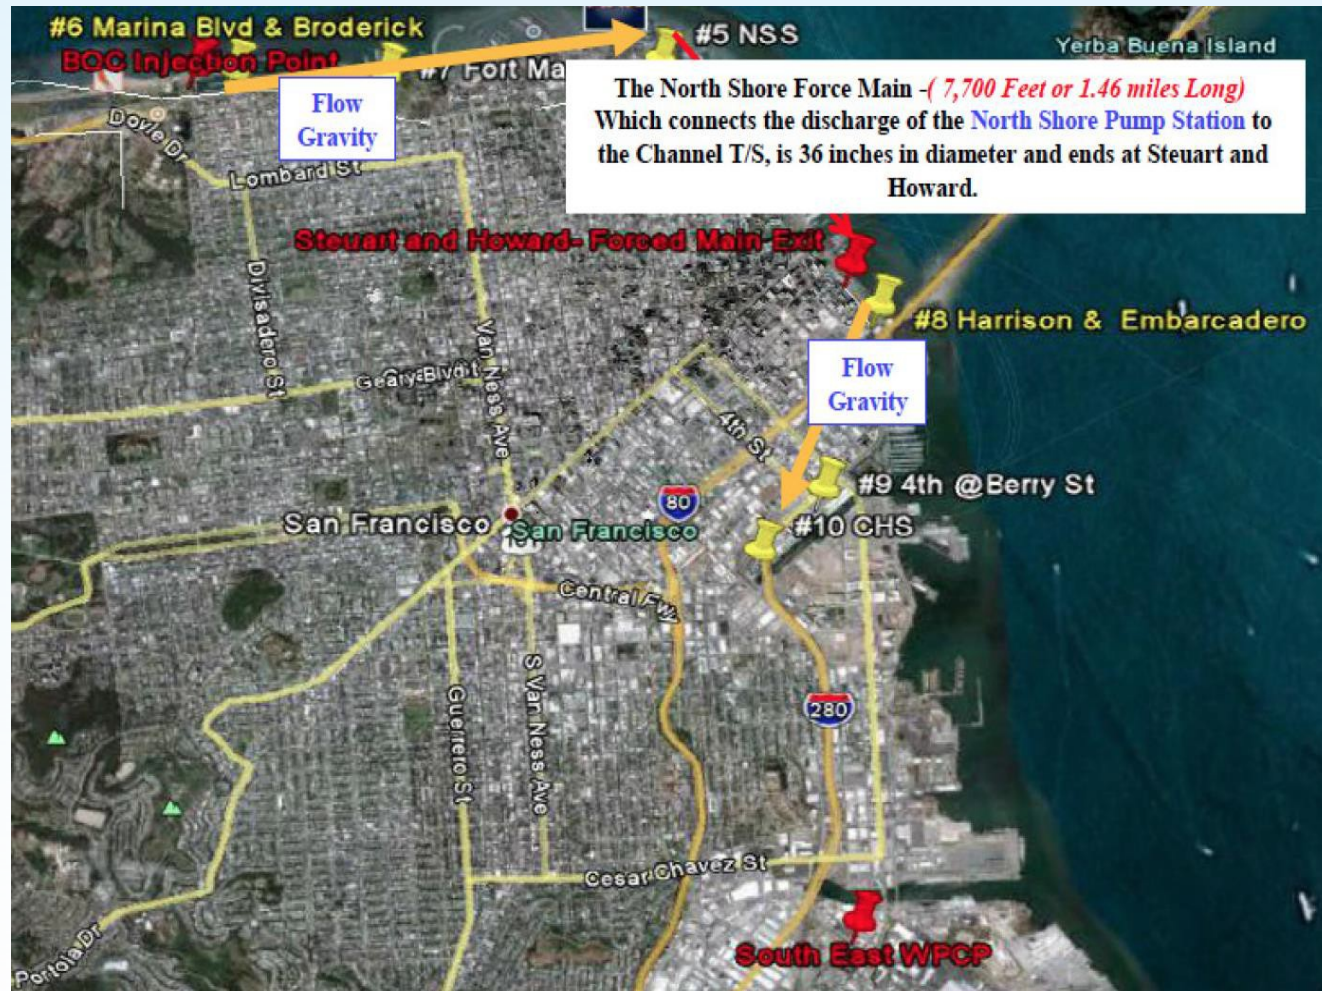 #6 Marina Blvd & Broderick
BOC Injection Point
#7 Fort Ma
#5 NSS
Yerba Buena Island
Flow
Gravity
The North Shore Force Main -( 7,700 Feet or 1.46 miles Long)
Which connects the discharge of the North Shore Pump Station to
the Channel T/S, is 36 inches in diameter and ends at Steuart and
Howard.
Doyle Dr
Lombard St
Steuart and Howard- Forced Main Exit
Divisadero St
Van Ness Ave
#8 Harrison & Embarcadero
Geary Blvd
Flow
Gravity
4th St
#9 4th @Berry St
80
San Francisco
San Francisco
#10 CHS
Central Fwy
S Van Ness Ave
Guerrero St
280
Cesar Chavez St
South East WPCP
Portola Dr